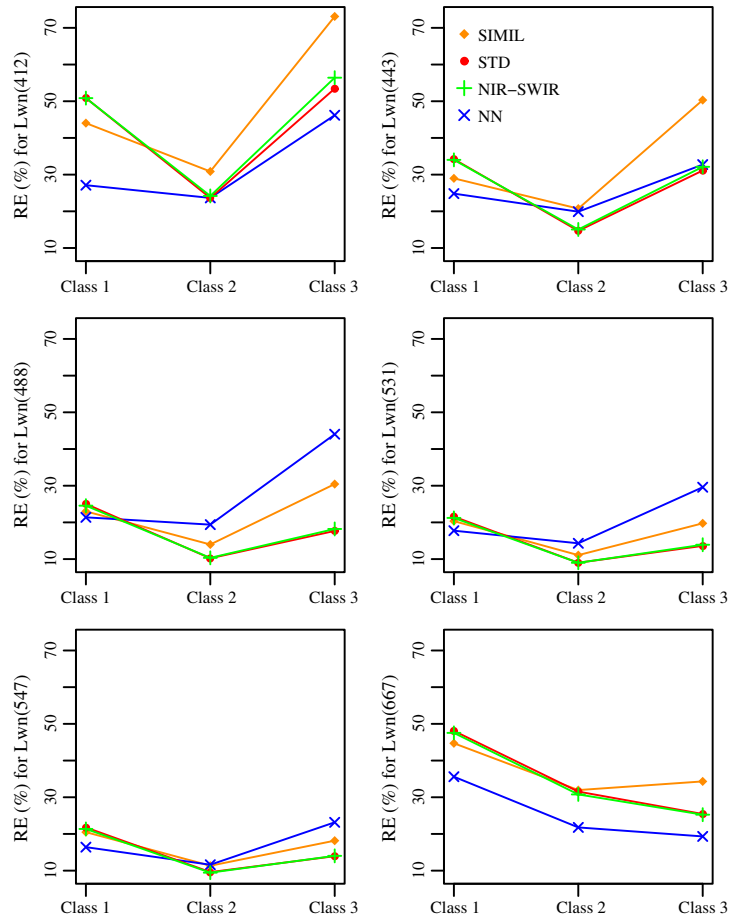 RE (%) for Lwn(412)
70
50
30
10
Class 1 Class 2 Class 3
RE (%) for Lwn(443)
70
50
30
10
SIMIL
STD
NIR−SWIR
NN
Class 1 Class 2 Class 3
RE (%) for Lwn(488)
70
50
30
10
Class 1 Class 2 Class 3
RE (%) for Lwn(531)
70
50
30
10
Class 1 Class 2 Class 3
RE (%) for Lwn(547)
70
50
30
10
Class 1 Class 2 Class 3
RE (%) for Lwn(667)
70
50
30
10
Class 1 Class 2 Class 3